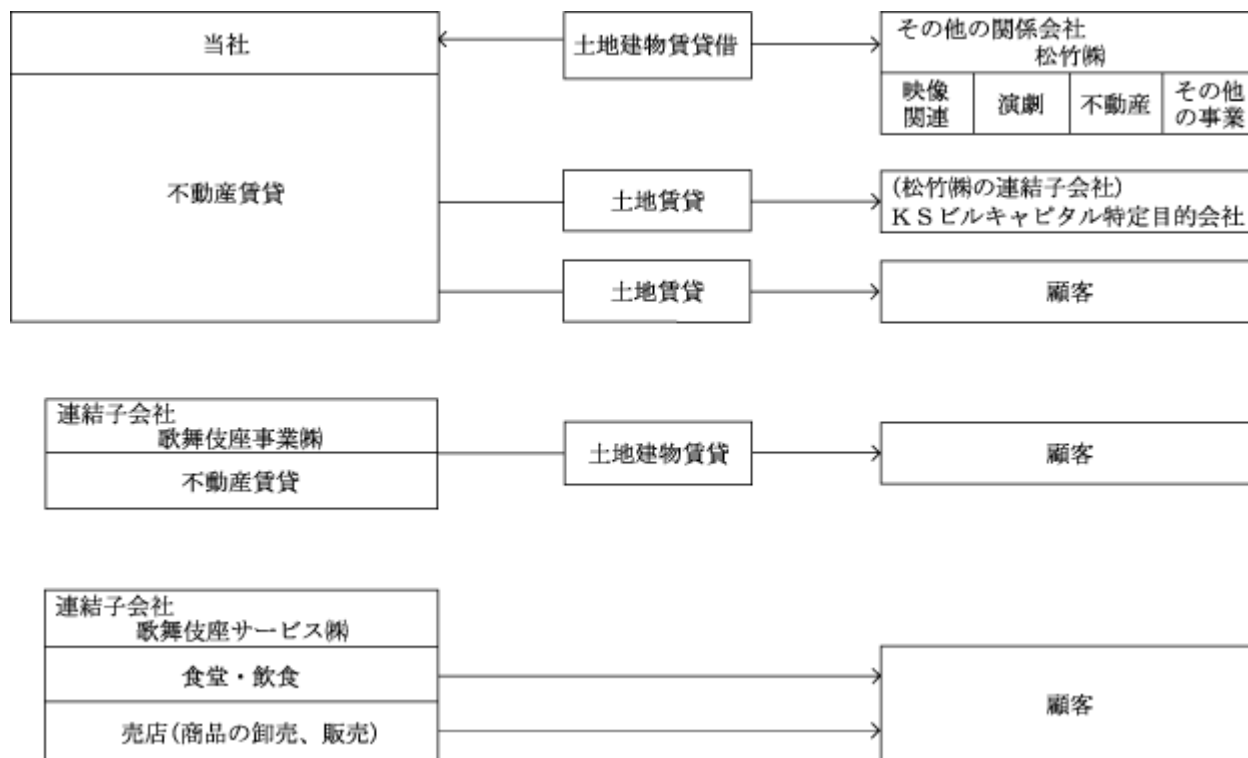 当社
土地建物賃貸借
その他の関係会社
松竹㈱
映像
関連
演劇
不動産
その他
の事業
不動産賃貸
土地賃貸
(松竹㈱の連結子会社)
KSビルキャピタル特定目的会社
土地賃貸
顧客
連結子会社
歌舞伎座事業㈱
不動産賃貸
土地建物賃貸
顧客
連結子会社
歌舞伎座サービス㈱
食堂・飲食
売店(商品の卸売、販売)
顧客